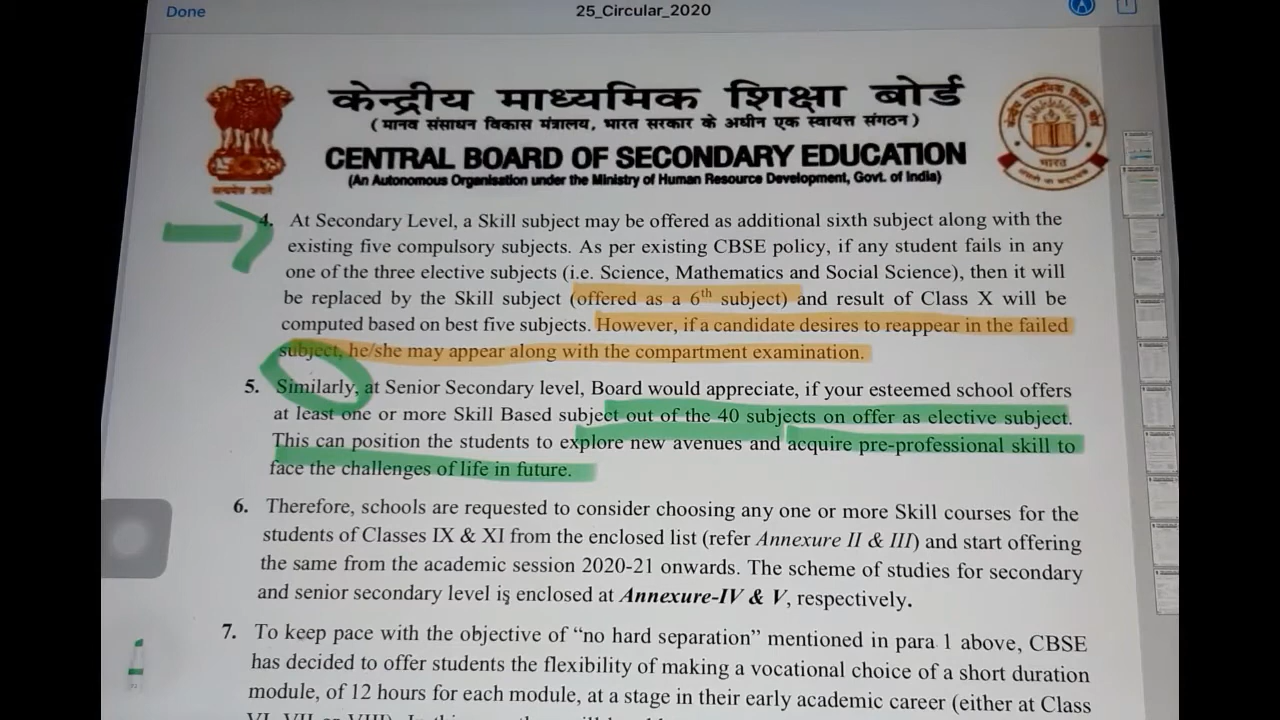 Done
25_Circular_2020
केन्द्रीय माध्यमिक शिक्षा बोर्ड
(मानव संसाधन विकास मंत्रालय, भारत सरकार के अधीन एक स्वायत्त संगठन)
CENTRAL BOARD OF SECONDARY EDUCATION
(An Autonomous Organisation under the Ministry of Human Resource Development, Govt. of India)
सत्यमेव जयते
भारत
4. At Secondary Level, a Skill subject may be offered as additional sixth subject along with the
existing five compulsory subjects. As per existing CBSE policy, if any student fails in any
one of the three elective subjects (i.e. Science, Mathematics and Social Science), then it will
be replaced by the Skill subject (offered as a 6th subject) and result of Class X will be
computed based on best five subjects. However, if a candidate desires to reappear in the failed
subject, he/she may appear along with the compartment examination.
5. Similarly, at Senior Secondary level, Board would appreciate, if your esteemed school offers
at least one or more Skill Based subject out of the 40 subjects on offer as elective subject.
This can position the students to explore new avenues and acquire pre-professional skill to
face the challenges of life in future.
6. Therefore, schools are requested to consider choosing any one or more Skill courses for the
students of Classes IX & XI from the enclosed list (refer Annexure II & III) and start offering
the same from the academic session 2020-21 onwards. The scheme of studies for secondary
and senior secondary level is enclosed at Annexure-IV & V, respectively.
7. To keep pace with the objective of “no hard separation” mentioned in para 1 above, CBSE
has decided to offer students the flexibility of making a vocational choice of a short duration
module, of 12 hours for each module, at a stage in their early academic career (either at Class